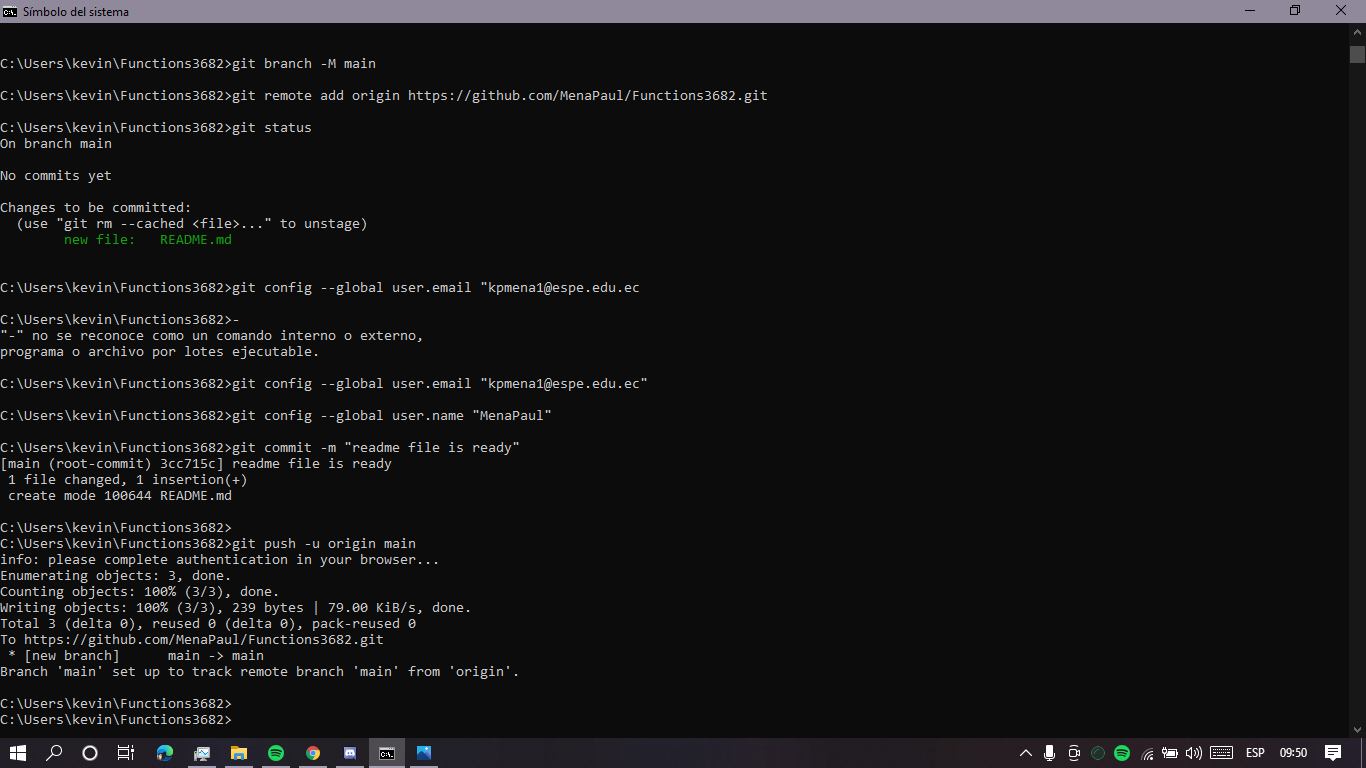 Símbolo del sistema
C:\Users\kevin\Functions3682>git branch -M main
C:\Users\kevin\Functions3682>git remote add origin https://github.com/MenaPaul/Functions3682.git
C:\Users\kevin\Functions3682>git status
On branch main
No commits yet
Changes to be committed:
  (use "git rm --cached <file>..." to unstage)
        new file:   README.md
C:\Users\kevin\Functions3682>git config --global user.email "kpmena1@espe.edu.ec
C:\Users\kevin\Functions3682>-
"-" no se reconoce como un comando interno o externo,
programa o archivo por lotes ejecutable.
C:\Users\kevin\Functions3682>git config --global user.email "kpmena1@espe.edu.ec"
C:\Users\kevin\Functions3682>git config --global user.name "MenaPaul"
C:\Users\kevin\Functions3682>git commit -m "readme file is ready"
[main (root-commit) 3cc715c] readme file is ready
 1 file changed, 1 insertion(+)
 create mode 100644 README.md
C:\Users\kevin\Functions3682>
C:\Users\kevin\Functions3682>git push -u origin main
info: please complete authentication in your browser...
Enumerating objects: 3, done.
Counting objects: 100% (3/3), done.
Writing objects: 100% (3/3), 239 bytes | 79.00 KiB/s, done.
Total 3 (delta 0), reused 0 (delta 0), pack-reused 0
To https://github.com/MenaPaul/Functions3682.git
 * [new branch]      main -> main
Branch 'main' set up to track remote branch 'main' from 'origin'.
C:\Users\kevin\Functions3682>
C:\Users\kevin\Functions3682>
ESP 09:50